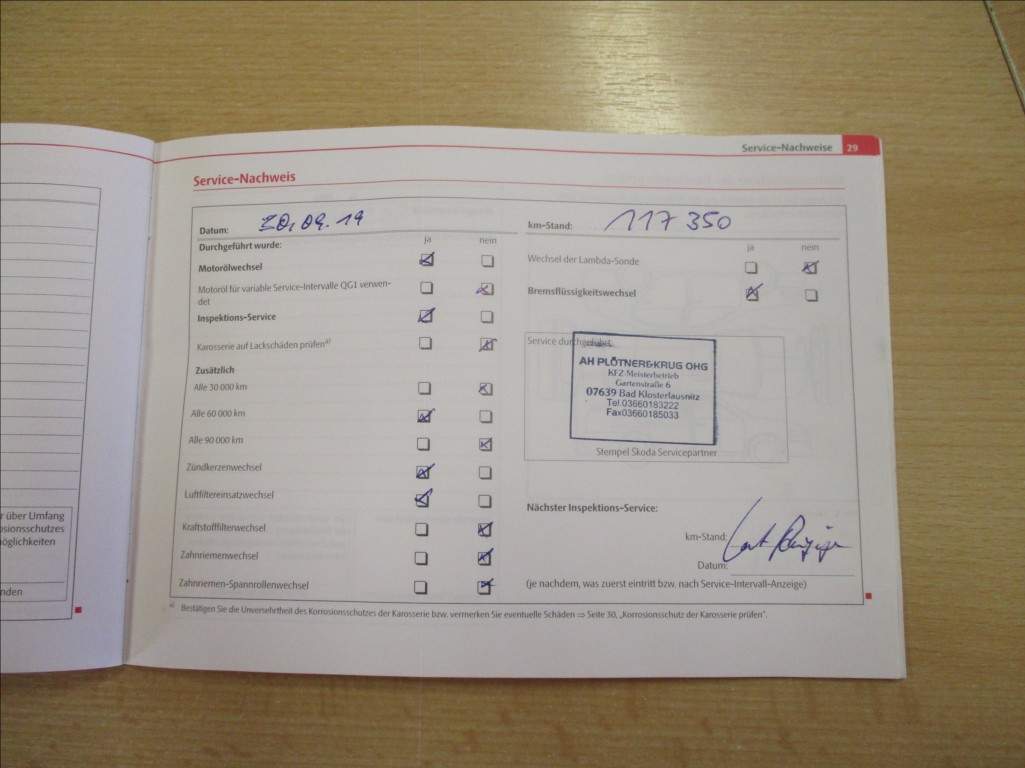 Service-Nachweise 29
Service-Nachweis
Datum: 30.09.19
km-Stand: 117 350
ja nein
Durchgeführt wurde:
Motorölwechsel
Motoröl für variable Service-Intervalle QG1 verwen-
det
Inspektions-Service
Karosserie auf Lackschäden prüfen a)
Zusätzlich
Alle 30 000 km
Alle 60 000 km
Alle 90 000 km
Zündkerzenwechsel
Luftfiltereinsatzwechsel
Kraftstofffilterwechsel
Zahnriemenwechsel
Zahnriemen-Spannrollenwechsel
ja nein
Wechsel der Lambda-Sonde
Bremsflüssigkeitswechsel
Service durchgeführt:
AH PLÖTNER&KRUG OHG
KFZ-Meisterbetrieb
Gartenstraße 6
07639 Bad Klosterlausnitz
Tel.03660183222
Fax03660185033
Stempel Skoda Servicepartner
Nächster Inspektions-Service:
km-Stand:
Datum:
(je nachdem, was zuerst eintritt bzw. nach Service-Intervall-Anzeige)
a) Bestätigen Sie die Unversehrtheit des Korrosionsschutzes der Karosserie bzw. vermerken Sie eventuelle Schäden ⇒ Seite 30, „Korrosionsschutz der Karosserie prüfen".
r über Umfang
osionsschutzes
öglichkeiten
nden